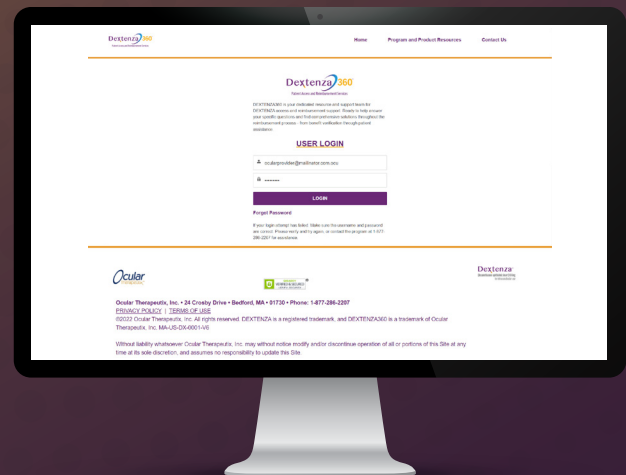 Dextenza360
Home Program and Product Resources Contact Us
Dextenza360
DEXTENZA360 is your dedicated resource and support team for
DEXTENZA access and reimbursement support. Ready to help answer
your specific questions and find comprehensive solutions throughout the
reimbursement process - from benefit verification through patient
assistance.
USER LOGIN
ocularprovider@mailinator.com.ocu
LOGIN
Forgot Password
If your login attempt has failed. Make sure the username and password
are correct. Please verify and try again, or contact the program at 1-877-
286-2207 for assistance.
Ocular
Dextenza
Ocular Therapeutix, Inc. • 24 Crosby Drive • Bedford, MA • 01730 • Phone: 1-877-286-2207
PRIVACY POLICY | TERMS OF USE
©2022 Ocular Therapeutix, Inc. All rights reserved. DEXTENZA is a registered trademark, and DEXTENZA360 is a trademark of Ocular
Therapeutix, Inc. MA-US-DX-0001-V6
Without liability whatsoever Ocular Therapeutix, Inc. may without notice modify and/or discontinue operation of all or portions of this Site at any
time at its sole discretion, and assumes no responsibility to update this Site.